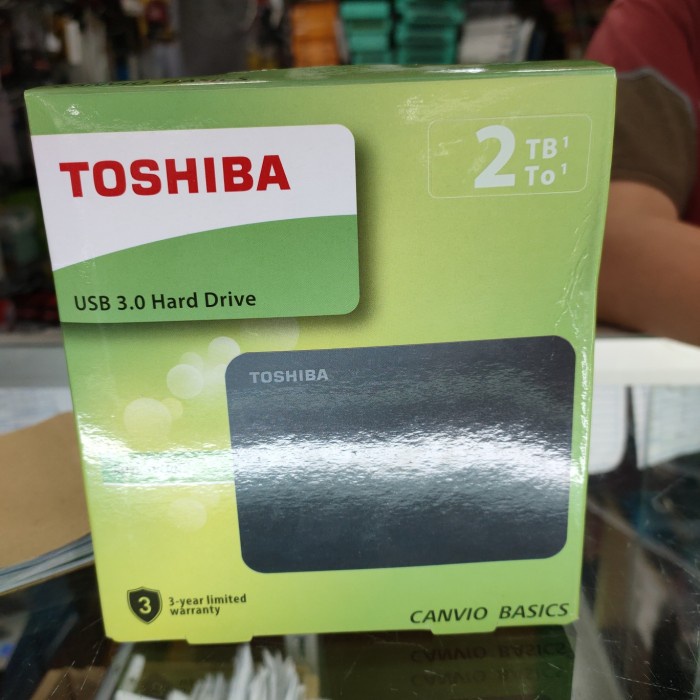 TOSHIBA
2 TB¹
To¹
USB 3.0 Hard Drive
TOSHIBA
3
3-year limited
warranty
CANVIO BASICS